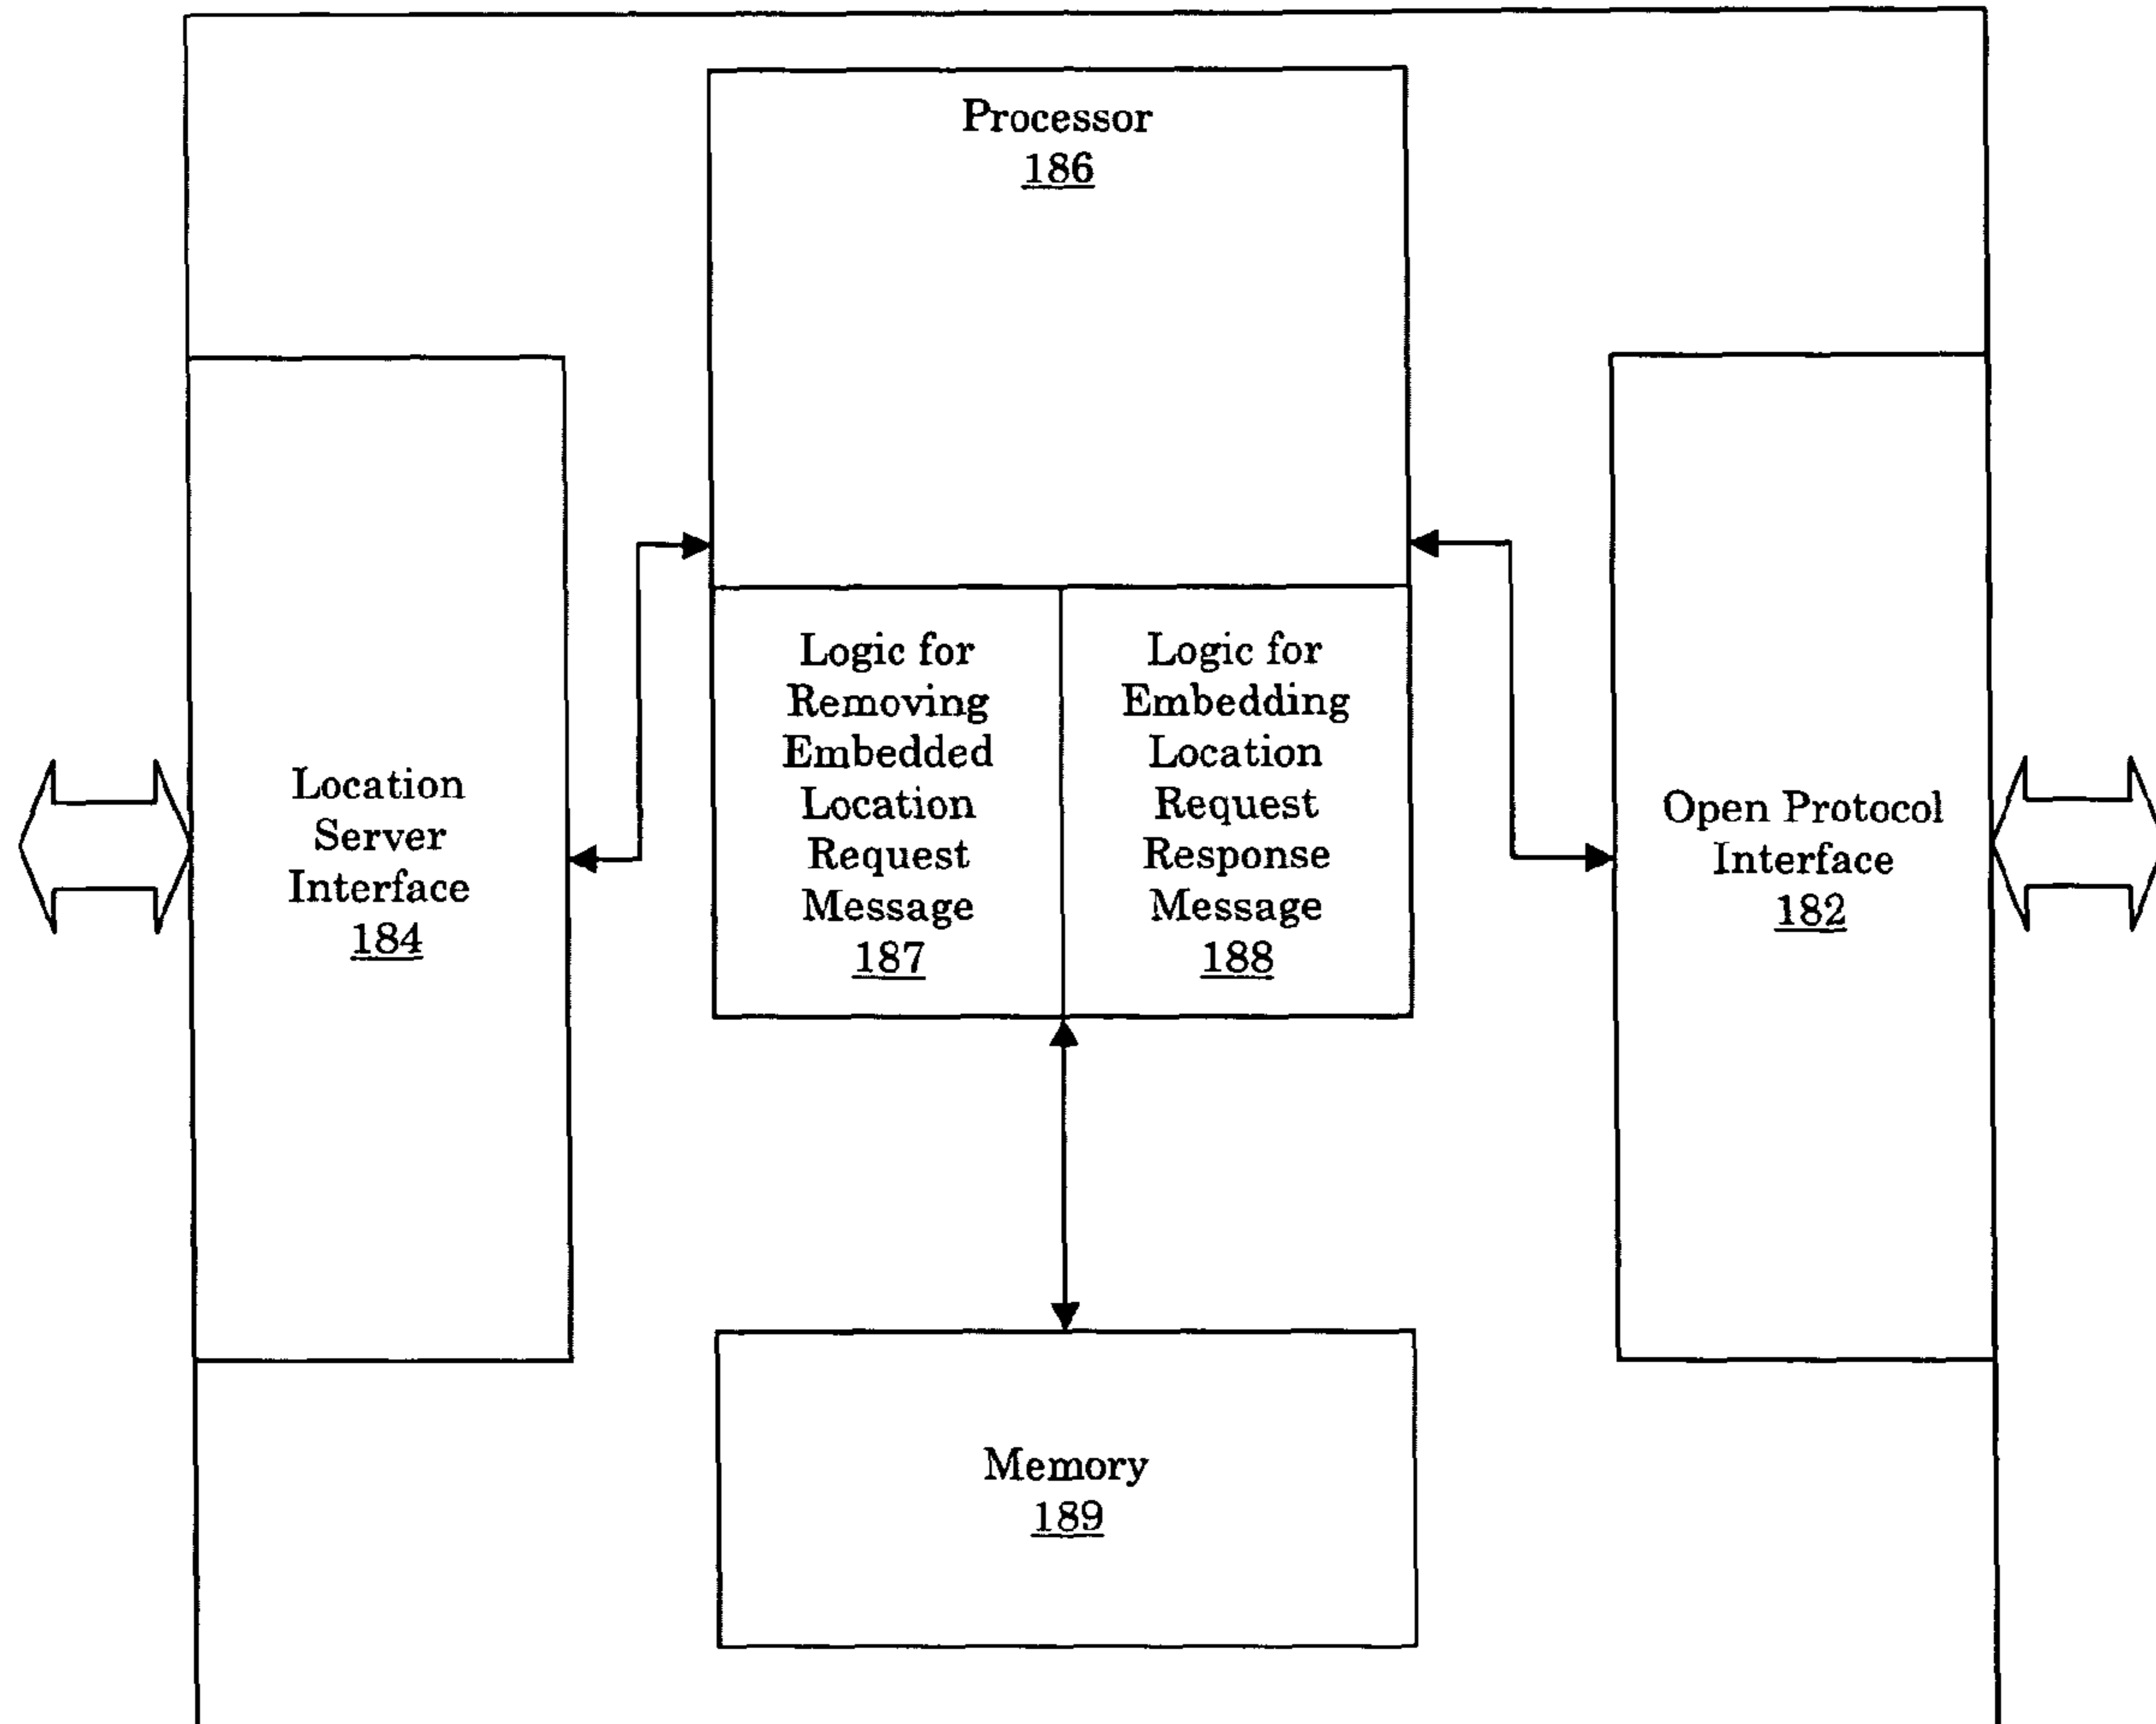 Processor
186
Logic for
Removing
Embedded
Location
Request
Message
187
Logic for
Embedding
Location
Request
Response
Message
188
Location
Server
Interface
184
Open Protocol
Interface
182
Memory
189